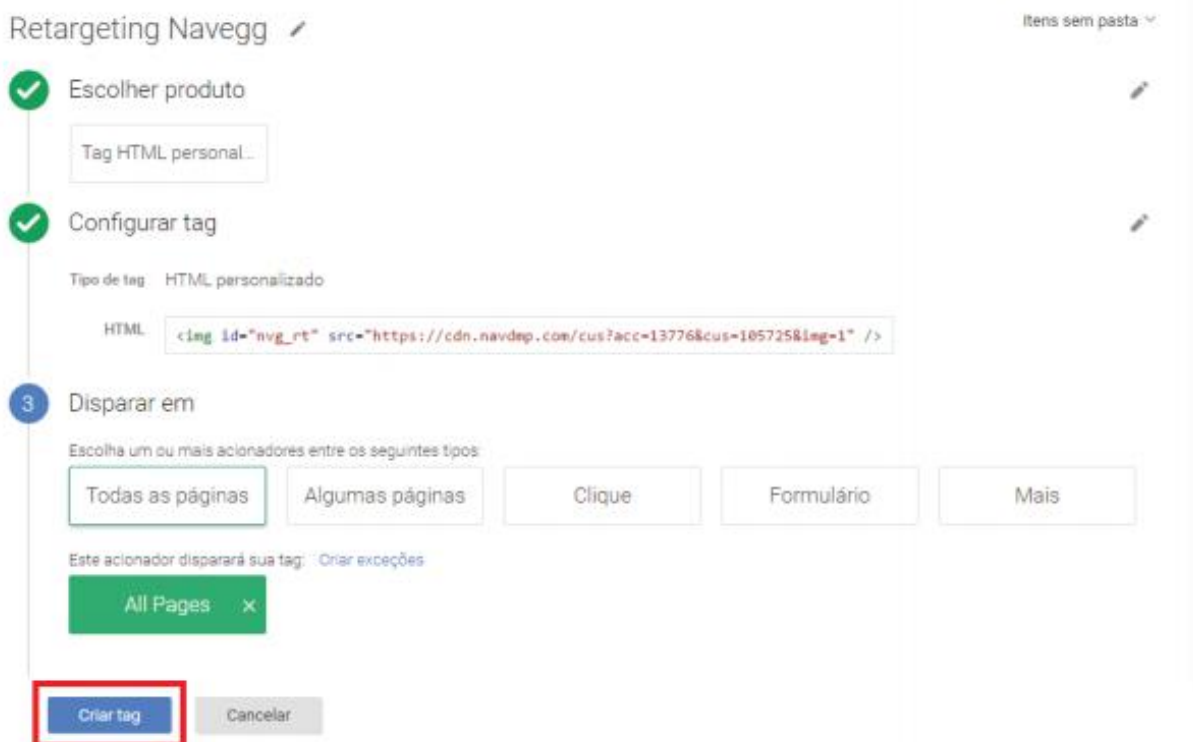 Retargeting Navegg
Itens sem pasta
Escolher produto
Tag HTML personal...
Configurar tag
Tipo de tag HTML personalizado
HTML
<img id="nvg_rt" src="https://cdn.navdmp.com/cus?acc=13776&cus=105725&img=1" />
3 Disparar em
Escolha um ou mais acionadores entre os seguintes tipos:
Todas as páginas Algumas páginas Clique Formulário Mais
Este acionador disparará sua tag: Criar exceções
All Pages ×
Criar tag Cancelar